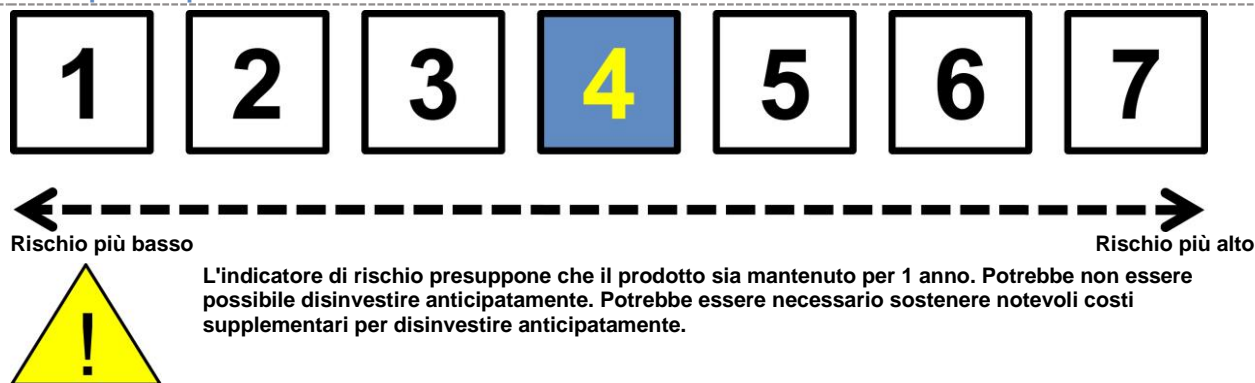 1 2 3 4 5 6 7
Rischio più basso Rischio più alto
L'indicatore di rischio presuppone che il prodotto sia mantenuto per 1 anno. Potrebbe non essere
possibile disinvestire anticipatamente. Potrebbe essere necessario sostenere notevoli costi
supplementari per disinvestire anticipatamente.
!